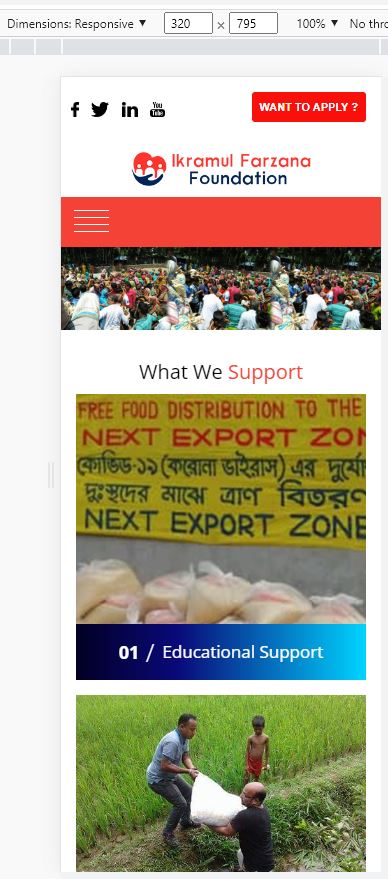 Dimensions: Responsive ▼ 320 × 795 100% ▼ No thro
f in You Tube WANT TO APPLY ?
Ikramul Farzana
Foundation
What We Support
FREE FOOD DISTRIBUTION TO THE
NEXT EXPORT ZON
কোভিড-১৯ (করোনা ভাইরাস) এর দুর্যো
দুঃস্থদের মাঝে ত্রাণ বিতরণ
NEXT EXPORT ZONE
01 / Educational Support